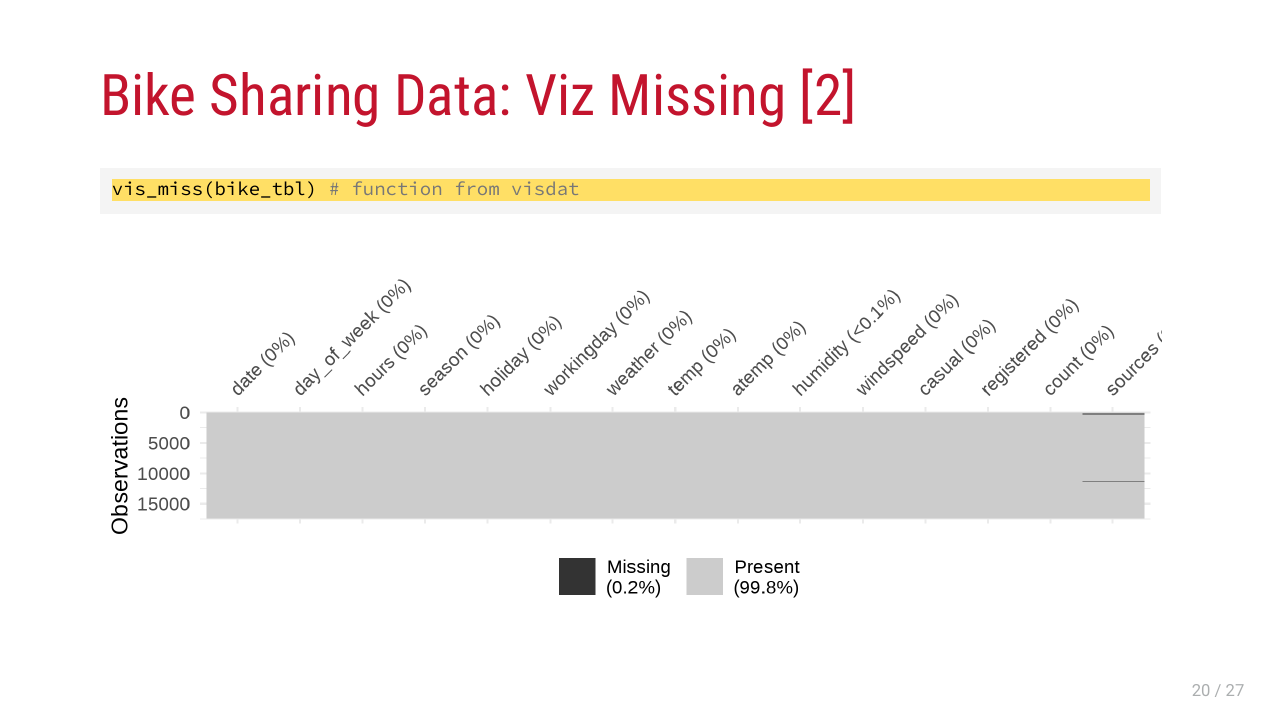 Bike Sharing Data: Viz Missing [2]
vis_miss(bike_tbl) # function from visdat
date (0%)
day_of_week (0%)
hours (0%)
season (0%)
holiday (0%)
workingday (0%)
weather (0%)
temp (0%)
atemp (0%)
humidity (<0.1%)
windspeed (0%)
casual (0%)
registered (0%)
count (0%)
sources (
Observations
0
5000
10000
15000
Missing
(0.2%)
Present
(99.8%)
20 / 27